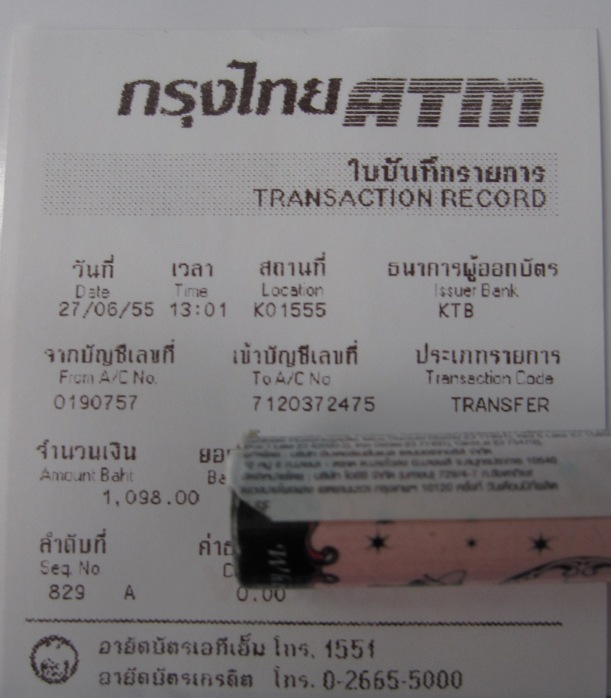 กรุงไทย ATM
ใบบันทึกรายการ
TRANSACTION RECORD
วันที่ เวลา สถานที่ ธนาคารผู้ออกบัตร
Date Time Location Issuer Bank
27/06/55 13:01 K01555 KTB
จากบัญชีเลขที่ เข้าบัญชีเลขที่ ประเภทรายการ
From A/C No. To A/C No. Transaction Code
0190757 7120372475 TRANSFER
จำนวนเงิน
Amount Baht
1,098.00
ลำดับที่
Seq. No
829 A 0.00
อายัดบัตรเอทีเอ็ม โทร. 1551
อายัดบัตรเครดิต โทร. 0-2665-5000